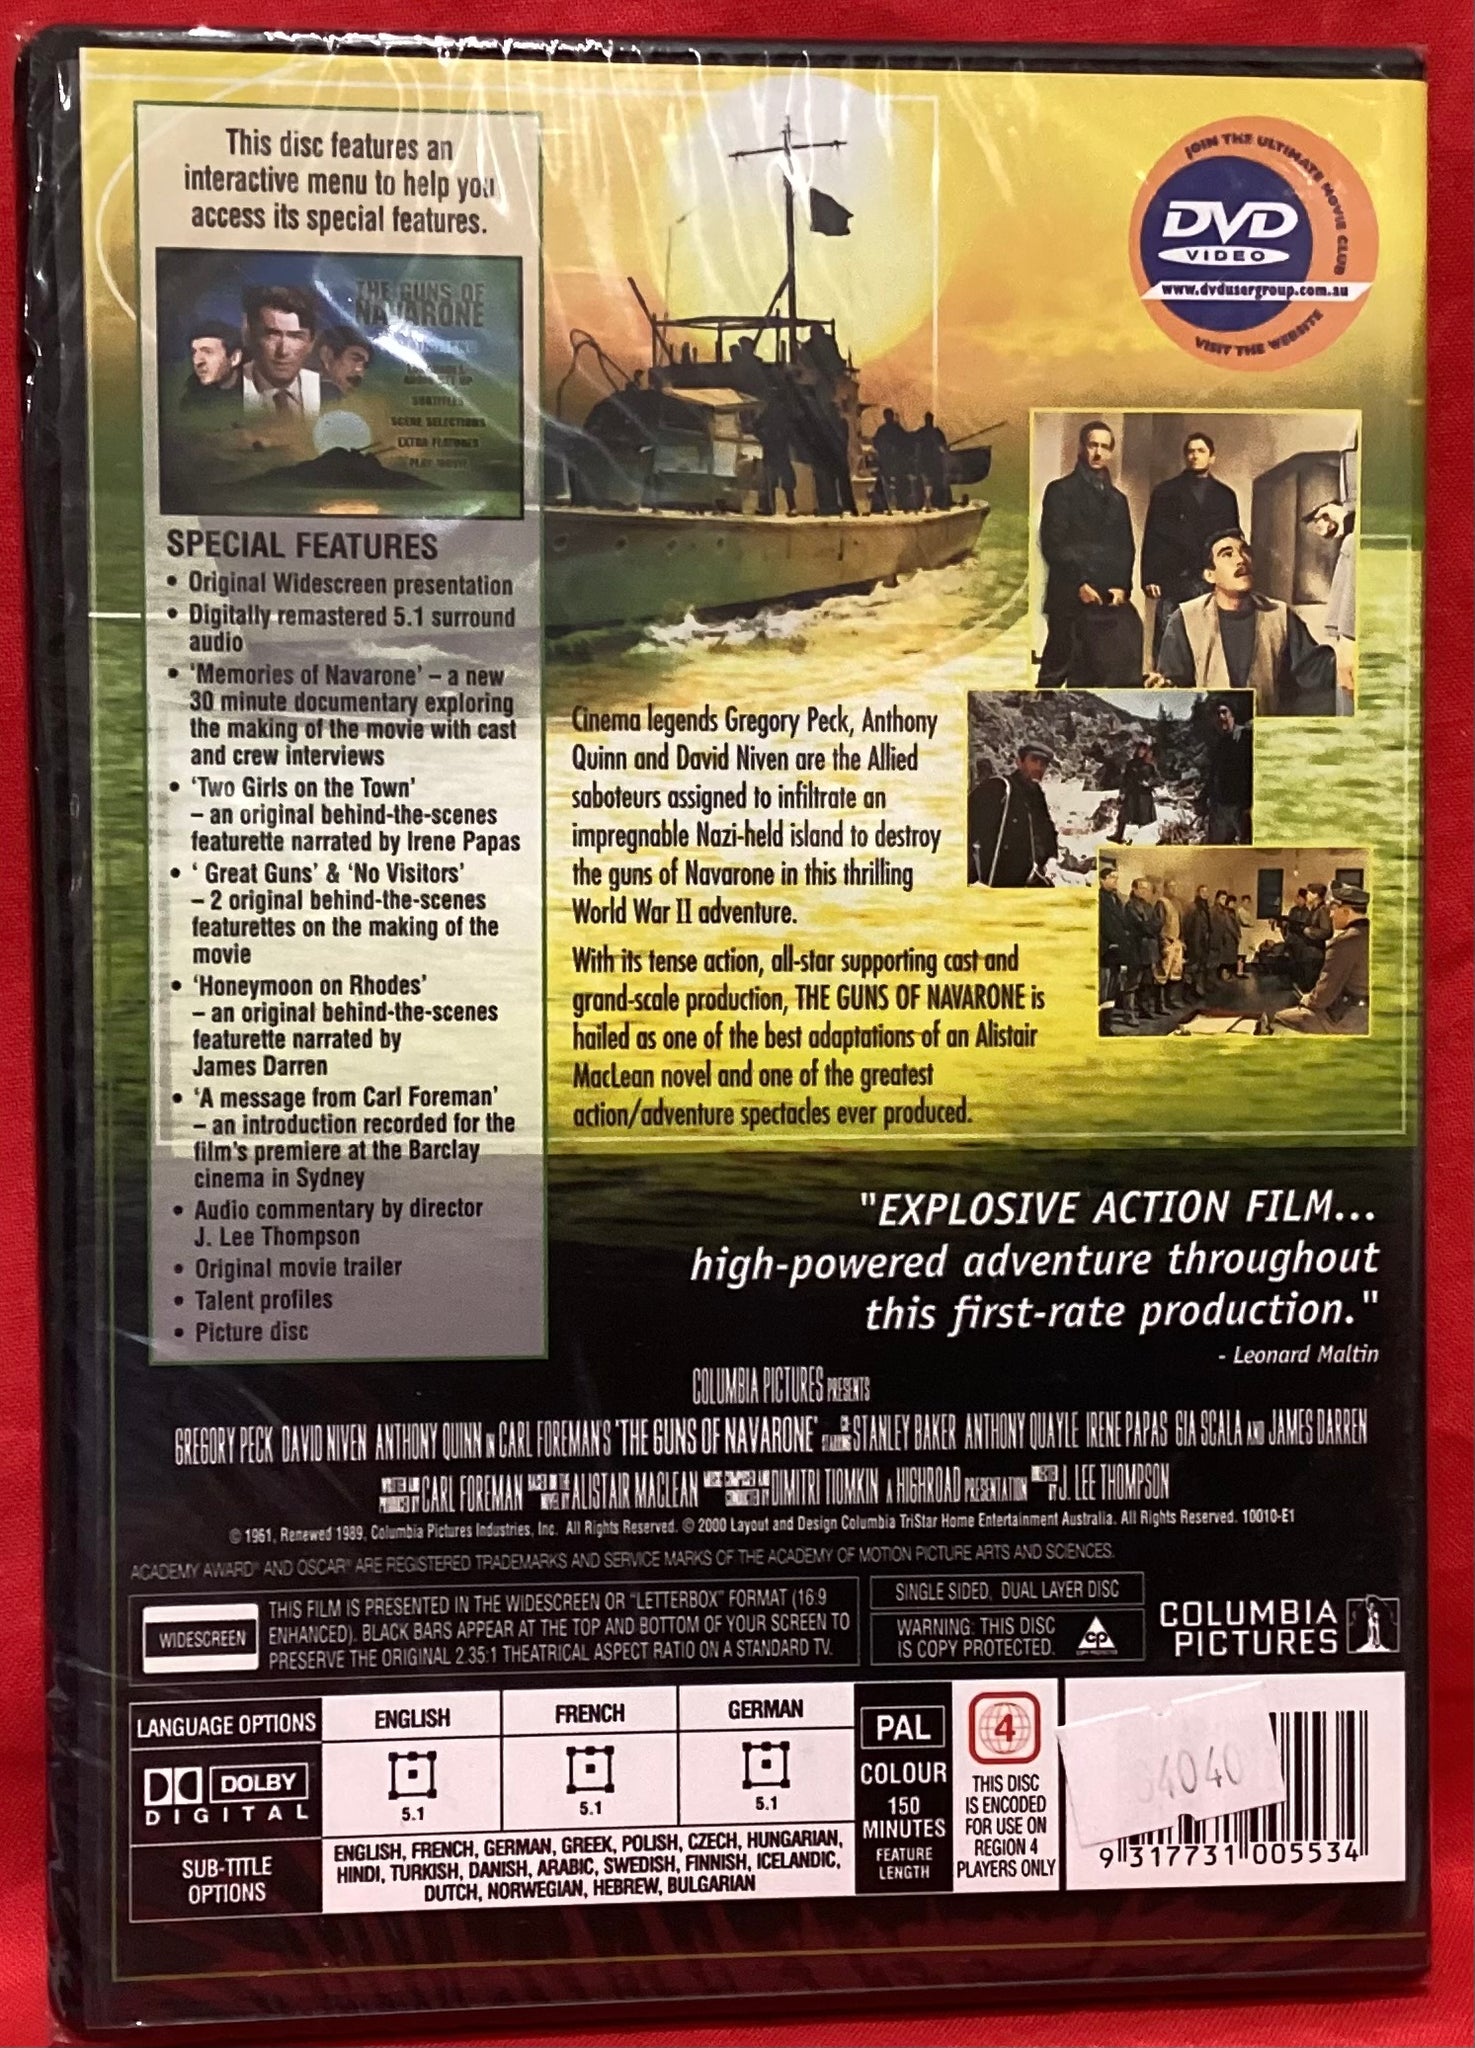 This disc features an
interactive menu to help you
access its special features.
THE GUNS OF
NAVARONE
SUBTITLES
SCENE SELECTIONS
EXTRA FEATURES
PLAY MOVIE
SPECIAL FEATURES
• Original Widescreen presentation
• Digitally remastered 5.1 surround
audio
• 'Memories of Navarone' – a new
30 minute documentary exploring
the making of the movie with cast
and crew interviews
• 'Two Girls on the Town'
– an original behind-the-scenes
featurette narrated by Irene Papas
• ' Great Guns' & 'No Visitors'
– 2 original behind-the-scenes
featurettes on the making of the
movie
• 'Honeymoon on Rhodes'
– an original behind-the-scenes
featurette narrated by
James Darren
• 'A message from Carl Foreman'
– an introduction recorded for the
film's premiere at the Barclay
cinema in Sydney
• Audio commentary by director
J. Lee Thompson
• Original movie trailer
• Talent profiles
• Picture disc
JOIN THE ULTIMATE MOVIE CLUB
DVD
VIDEO
www.dvdusergroup.com.au
VISIT THE WEBSITE
Cinema legends Gregory Peck, Anthony
Quinn and David Niven are the Allied
saboteurs assigned to infiltrate an
impregnable Nazi-held island to destroy
the guns of Navarone in this thrilling
World War II adventure.
With its tense action, all-star supporting cast and
grand-scale production, THE GUNS OF NAVARONE is
hailed as one of the best adaptations of an Alistair
MacLean novel and one of the greatest
action/adventure spectacles ever produced.
"EXPLOSIVE ACTION FILM...
high-powered adventure throughout
this first-rate production."
- Leonard Maltin
COLUMBIA PICTURES PRESENTS
GREGORY PECK DAVID NIVEN ANTHONY QUINN IN CARL FOREMAN'S 'THE GUNS OF NAVARONE' CO-STARRING STANLEY BAKER ANTHONY QUAYLE IRENE PAPAS GIA SCALA AND JAMES DARREN
WRITTEN AND PRODUCED BY CARL FOREMAN BASED ON THE NOVEL BY ALISTAIR MACLEAN MUSIC COMPOSED AND CONDUCTED BY DIMITRI TIOMKIN A HIGHROAD PRESENTATION DIRECTED BY J. LEE THOMPSON
© 1961, Renewed 1989, Columbia Pictures Industries, Inc. All Rights Reserved. © 2000 Layout and Design Columbia TriStar Home Entertainment Australia. All Rights Reserved. 10010-E1
ACADEMY AWARD® AND OSCAR® ARE REGISTERED TRADEMARKS AND SERVICE MARKS OF THE ACADEMY OF MOTION PICTURE ARTS AND SCIENCES.
WIDESCREEN
THIS FILM IS PRESENTED IN THE WIDESCREEN OR "LETTERBOX" FORMAT (16:9
ENHANCED). BLACK BARS APPEAR AT THE TOP AND BOTTOM OF YOUR SCREEN TO
PRESERVE THE ORIGINAL 2.35:1 THEATRICAL ASPECT RATIO ON A STANDARD TV.
SINGLE SIDED, DUAL LAYER DISC
WARNING: THIS DISC
IS COPY PROTECTED.
cp
COLUMBIA
PICTURES
LANGUAGE OPTIONS
ENGLISH
FRENCH
GERMAN
DOLBY
DIGITAL
5.1
5.1
5.1
SUB-TITLE
OPTIONS
ENGLISH, FRENCH, GERMAN, GREEK, POLISH, CZECH, HUNGARIAN,
HINDI, TURKISH, DANISH, ARABIC, SWEDISH, FINNISH, ICELANDIC,
DUTCH, NORWEGIAN, HEBREW, BULGARIAN
PAL
COLOUR
150
MINUTES
FEATURE
LENGTH
4
THIS DISC
IS ENCODED
FOR USE ON
REGION 4
PLAYERS ONLY
9 317731 005534